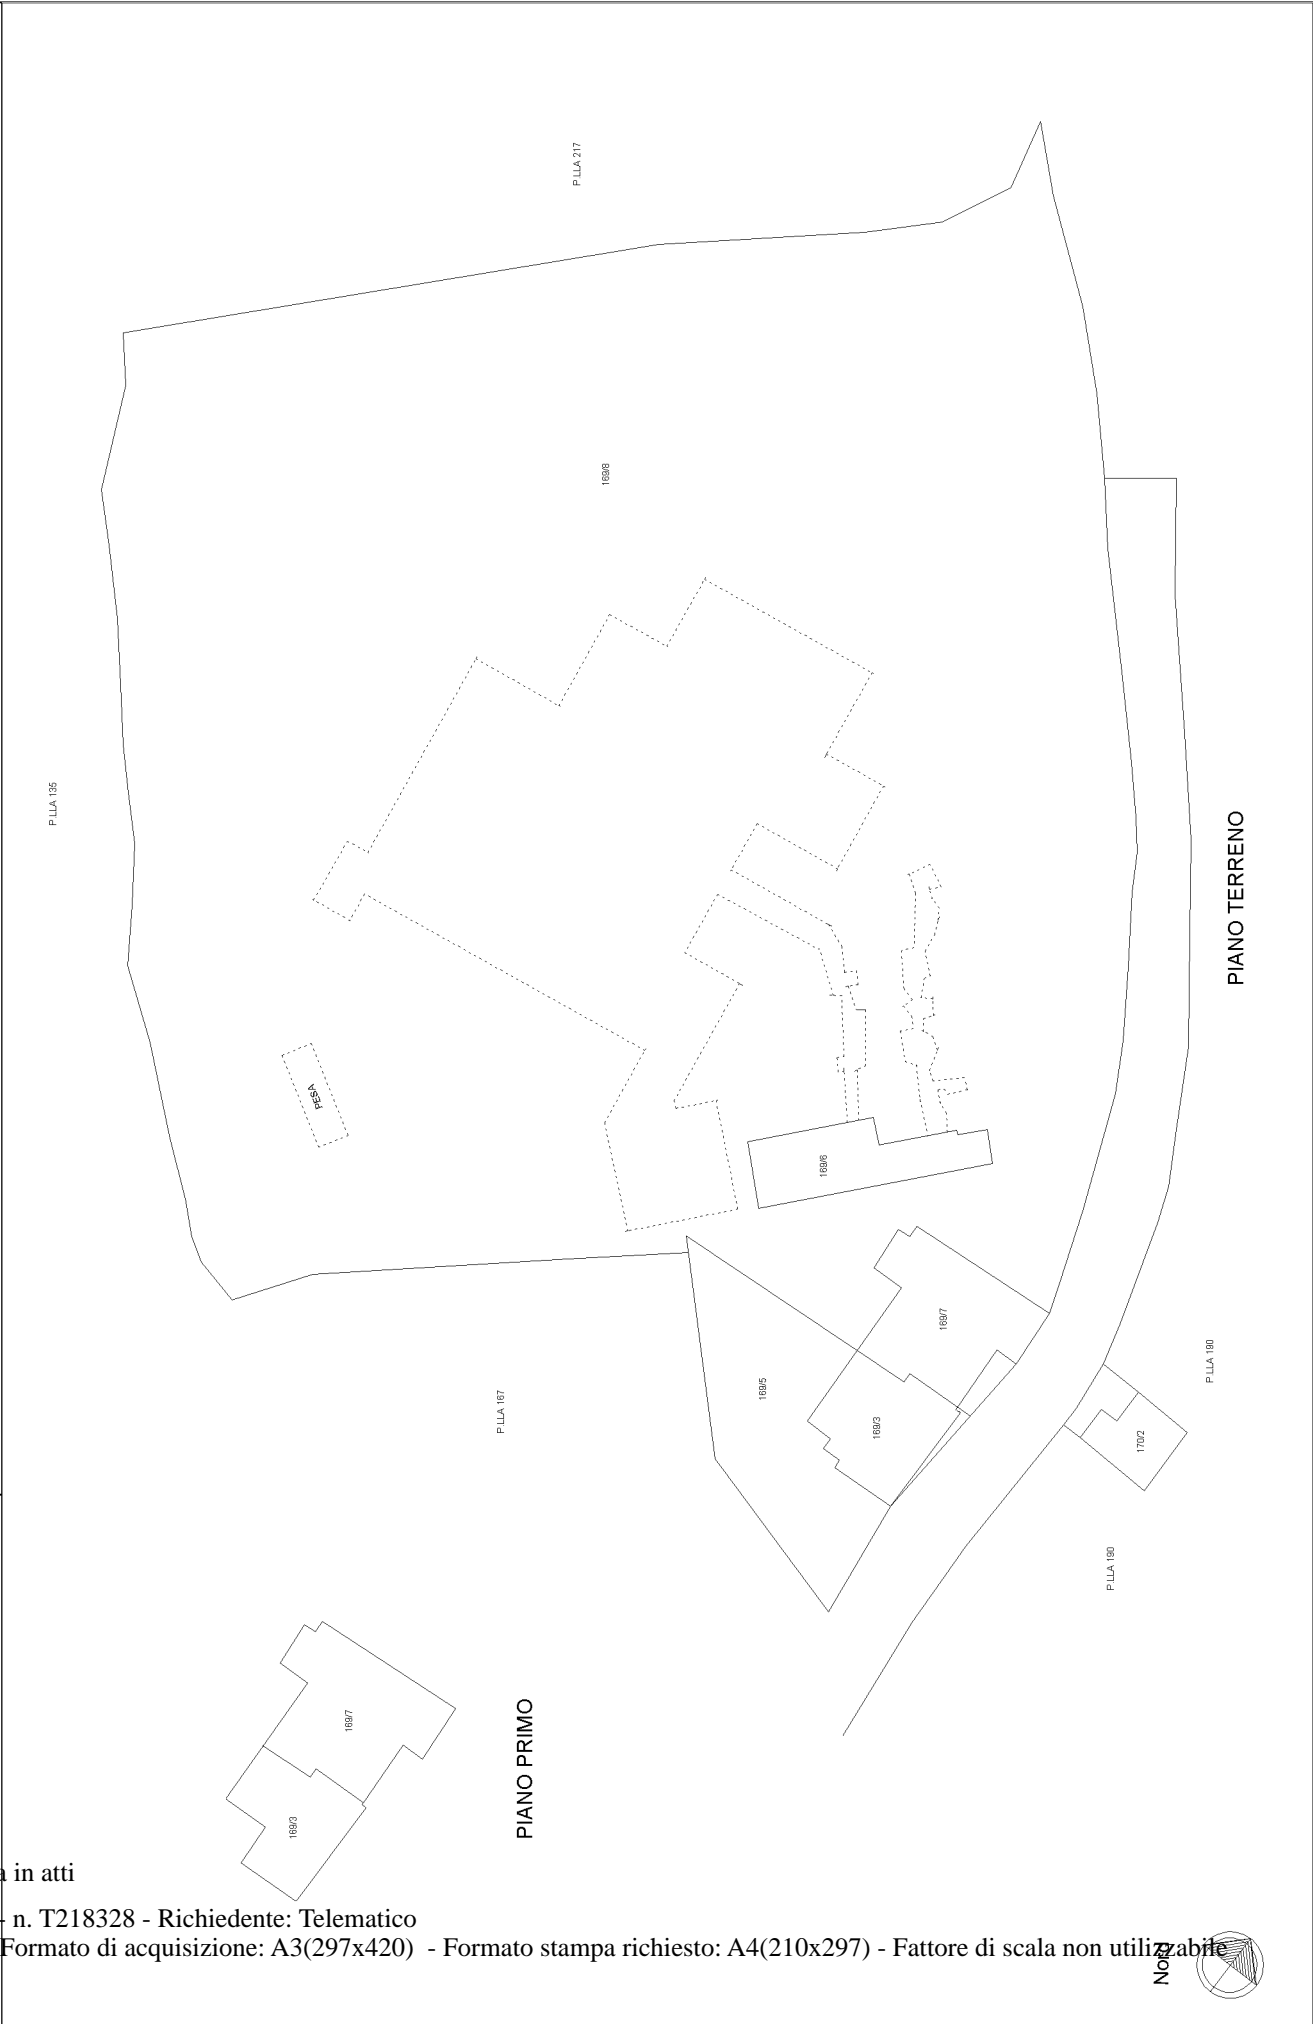 P.LLA 217
169/8
P.LLA 135
PIANO TERRENO
PESA
169/6
169/7
P.LLA 190
169/5
P.LLA 167
169/3
170/2
P.LLA 190
169/7
PIANO PRIMO
169/3
a in atti
- n. T218328 - Richiedente: Telematico
Formato di acquisizione: A3(297x420) - Formato stampa richiesto: A4(210x297) - Fattore di scala non utilizzabile
Nord